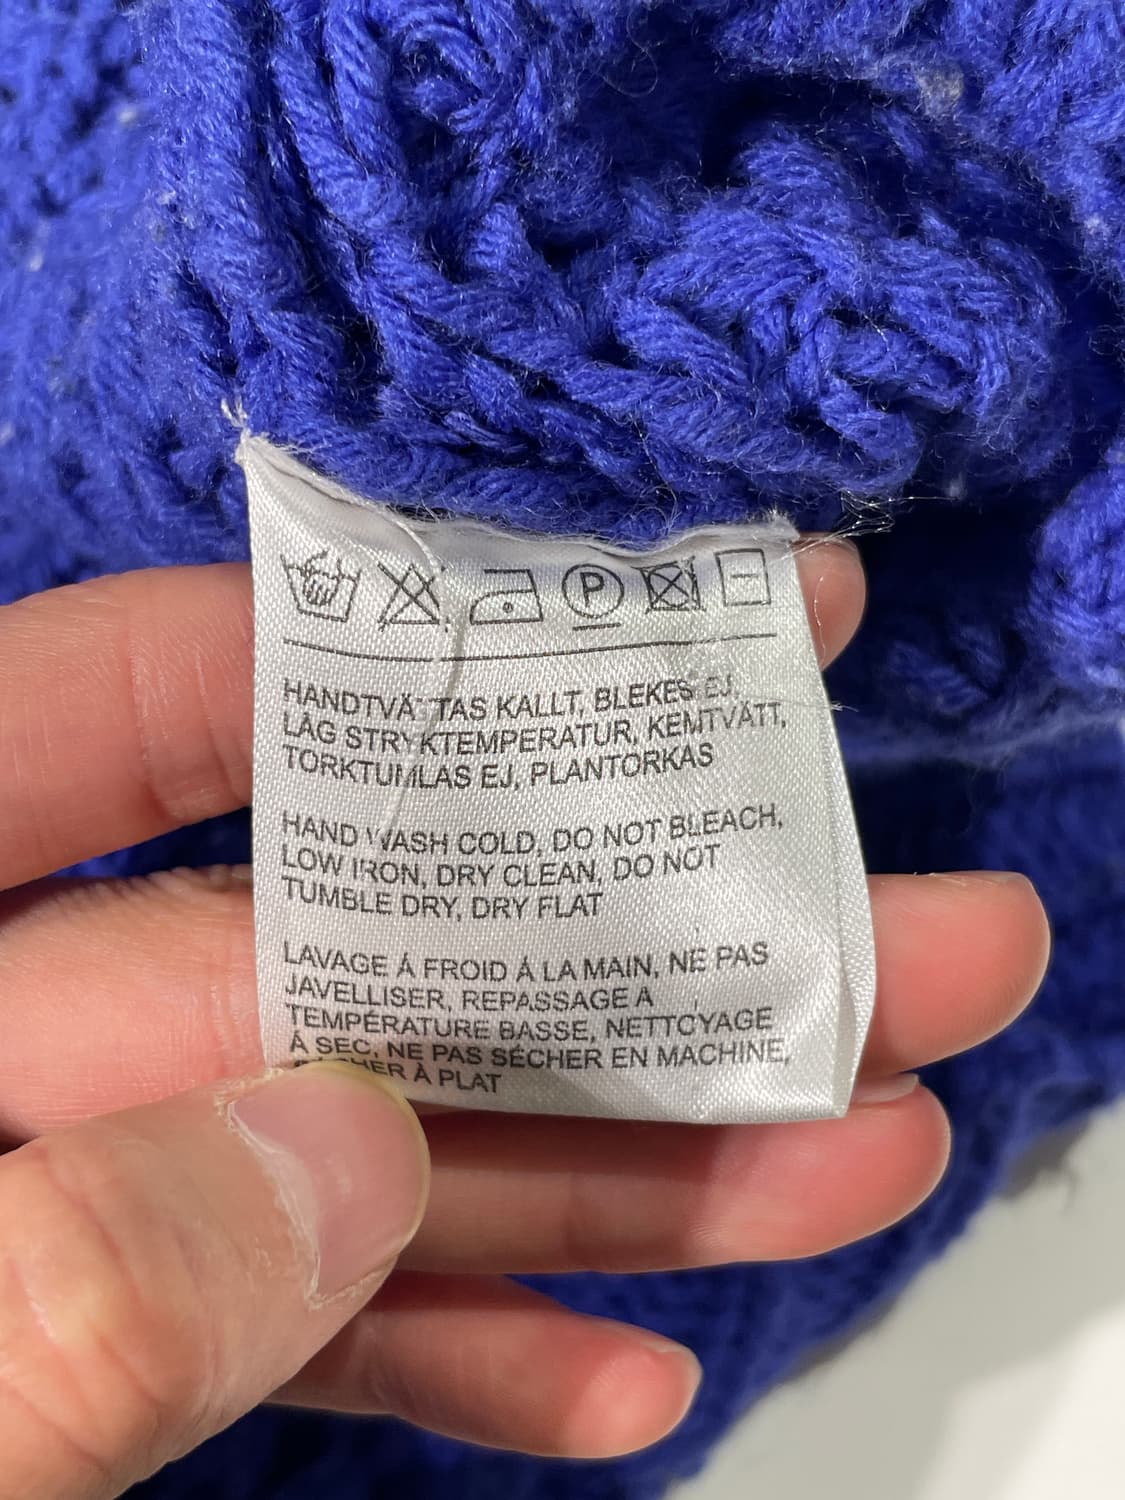 P
HANDTVÄTTAS KALLT, BLEKES EJ,
LÅG STRYKTEMPERATUR, KEMTVÄTT,
TORKTUMLAS EJ, PLANTORKAS
HAND WASH COLD, DO NOT BLEACH,
LOW IRON, DRY CLEAN, DO NOT
TUMBLE DRY, DRY FLAT
LAVAGE Á FROID Á LA MAIN, NE PAS
JAVELLISER, REPASSAGE A
TEMPÉRATURE BASSE, NETTOYAGE
Á SEC, NE PAS SÉCHER EN MACHINE,
SÉCHER À PLAT